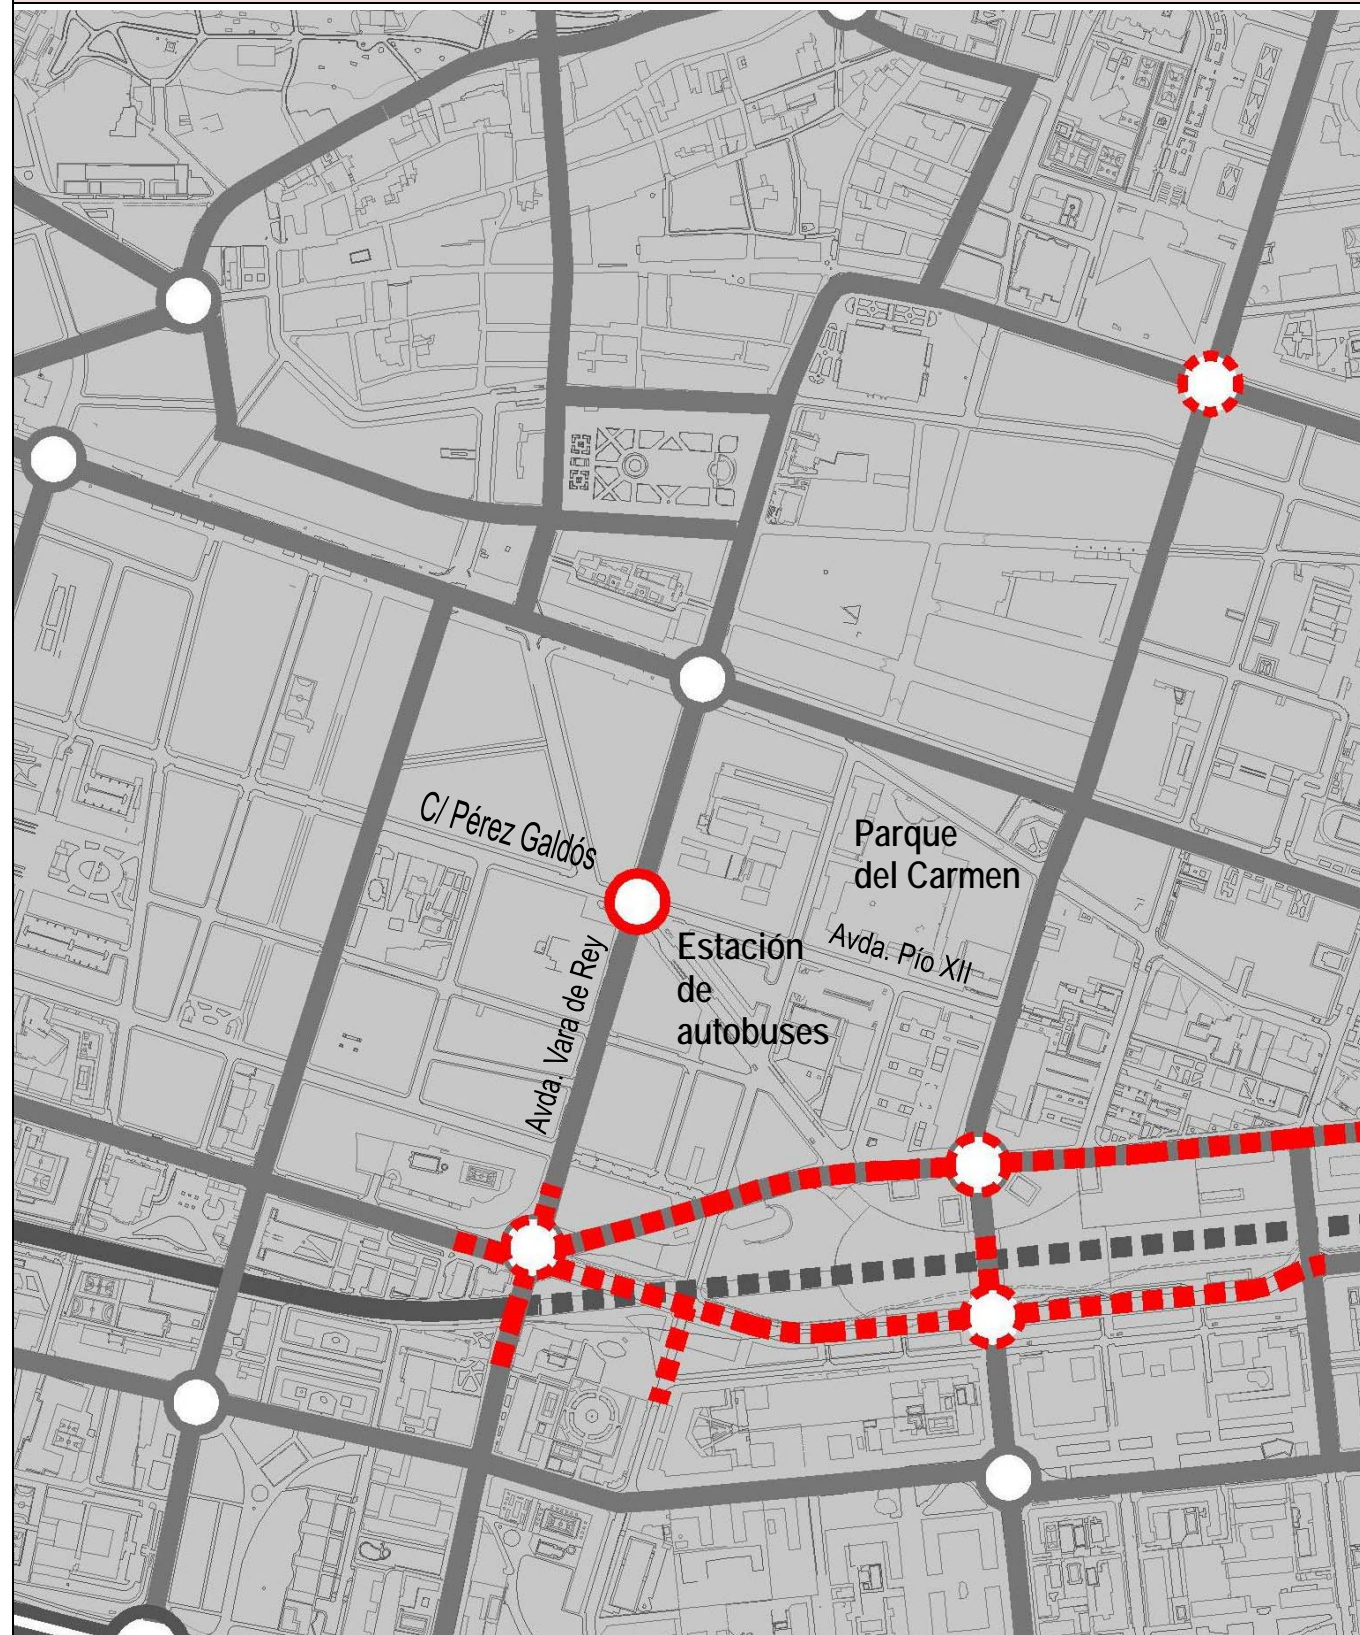 C/ Pérez Galdós
Parque
del Carmen
Avda. Pío XII
Estación
de
autobuses
Avda. Vara de Rey